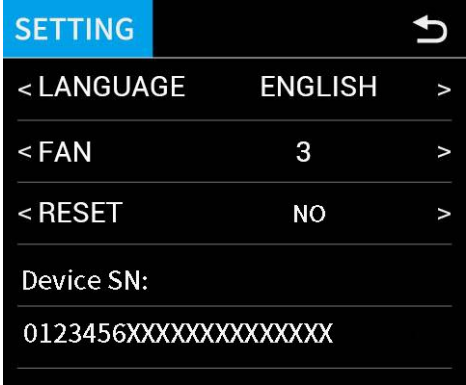 SETTING
< LANGUAGE ENGLISH >
< FAN 3 >
< RESET NO >
Device SN:
0123456XXXXXXXXXXXXXX